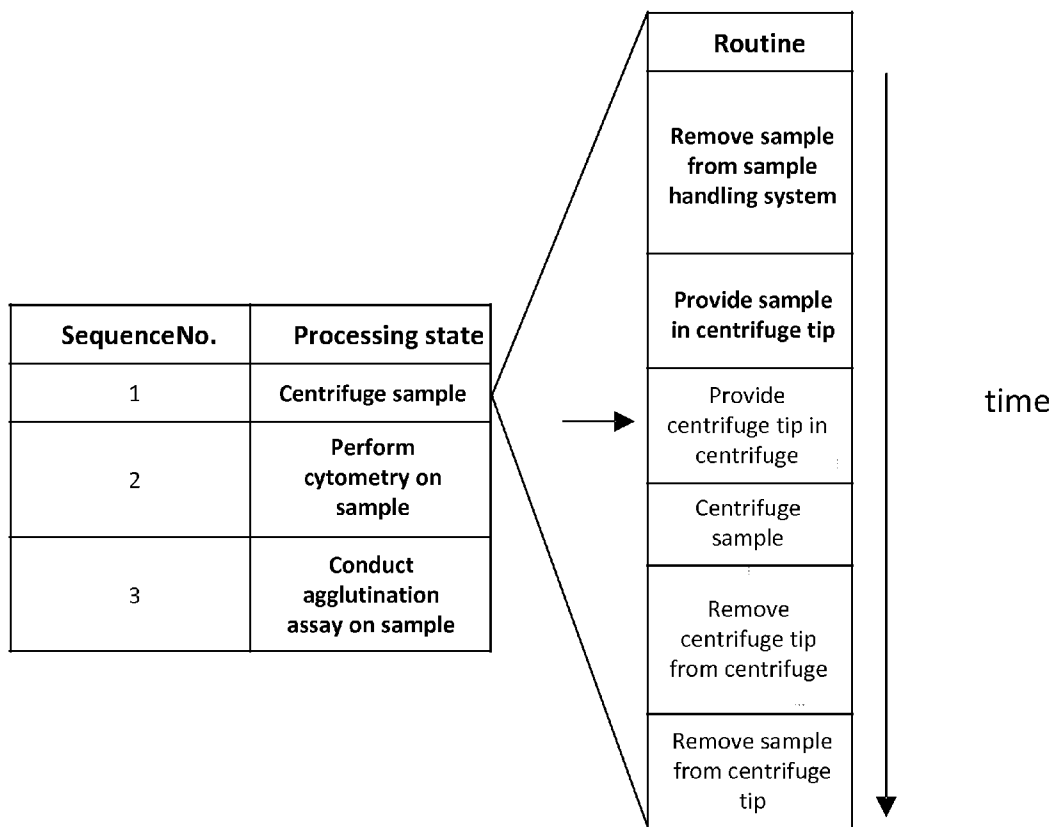 SequenceNo. Processing state
1 Centrifuge sample
2 Perform
cytometry on
sample
3 Conduct
agglutination
assay on sample
Routine
Remove sample
from sample
handling system
Provide sample
in centrifuge tip
Provide
centrifuge tip in
centrifuge
Centrifuge
sample
Remove
centrifuge tip
from centrifuge
Remove sample
from centrifuge
tip
time